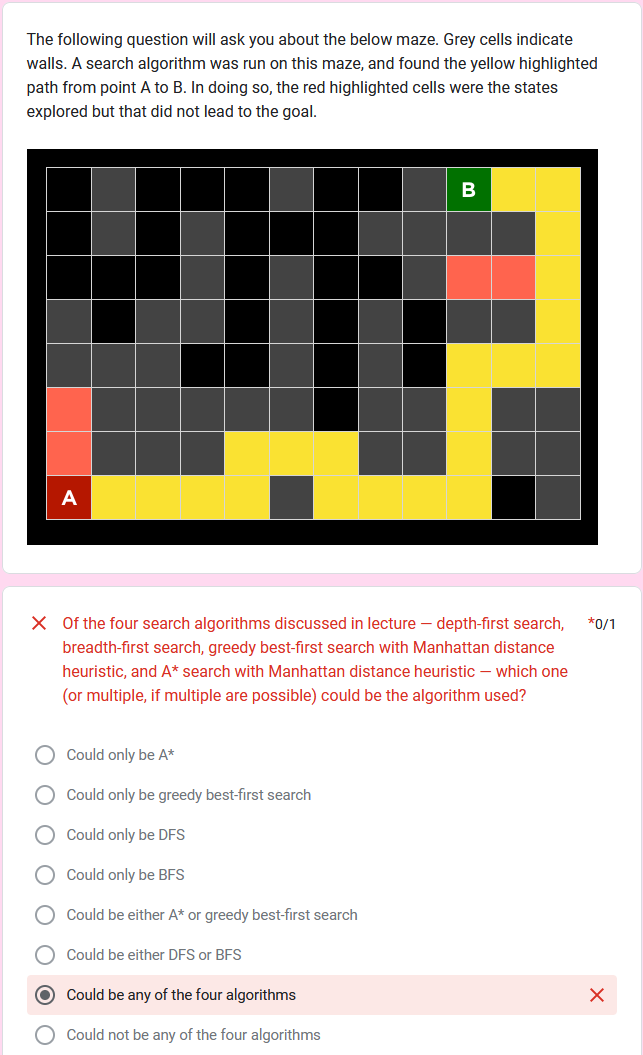 The following question will ask you about the below maze. Grey cells indicate
walls. A search algorithm was run on this maze, and found the yellow highlighted
path from point A to B. In doing so, the red highlighted cells were the states
explored but that did not lead to the goal.
B
A
Of the four search algorithms discussed in lecture — depth-first search, *0/1
breadth-first search, greedy best-first search with Manhattan distance
heuristic, and A* search with Manhattan distance heuristic — which one
(or multiple, if multiple are possible) could be the algorithm used?
Could only be A*
Could only be greedy best-first search
Could only be DFS
Could only be BFS
Could be either A* or greedy best-first search
Could be either DFS or BFS
Could be any of the four algorithms
Could not be any of the four algorithms